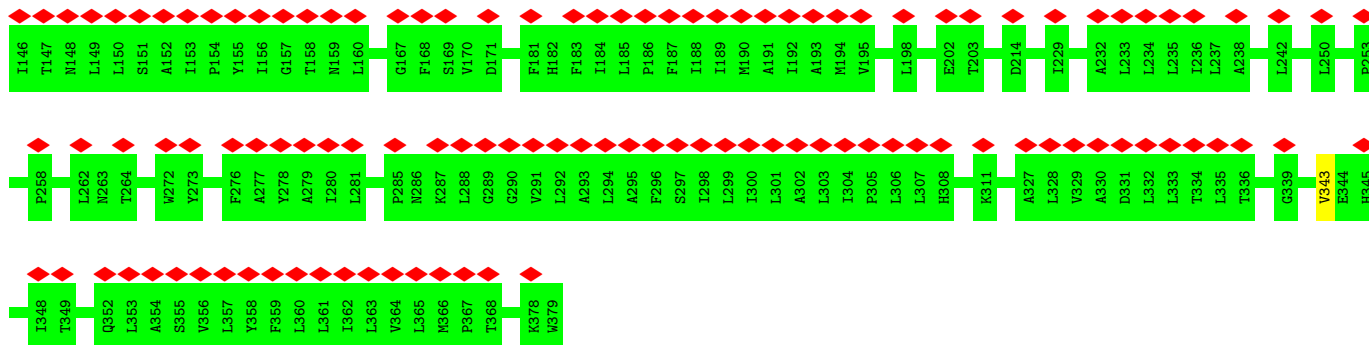 I146 T147 N148 L149 L150 S151 A152 I153 P154 Y155 I156 G157 T158 N159 L160 G167 F168 S169 V170 D171 F181 H182 F183 I184 L185 P186 F187 I188 I189 M190 A191 I192 A193 M194 V195 L198 E202 T203 D214 I229 A232 L233 L234 L235 I236 L237 A238 L242 L250 P253
P258 L262 N263 T264 W272 Y273 F276 A277 Y278 A279 I280 L281 P285 N286 K287 L288 G289 G290 V291 L292 A293 L294 A295 F296 S297 I298 L299 I300 L301 A302 L303 I304 P305 L306 L307 H308 K311 A327 L328 V329 A330 D331 L332 L333 T334 L335 T336 G339 V343 E344 H345
I348 T349 Q352 L353 A354 S355 V356 L357 Y358 F359 L360 L361 I362 L363 V364 L365 M366 P367 T368 K378 W379